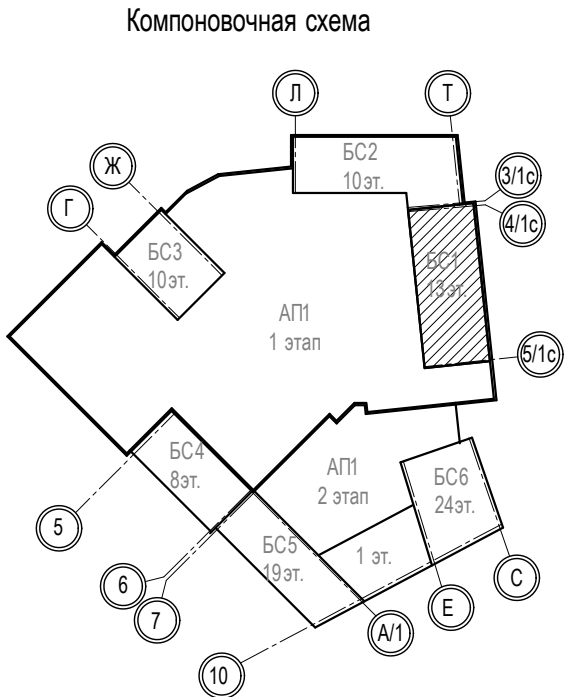 Компоновочная схема
Л
Т
Ж
БС2
10эт.
3/1с
Г
4/1с
БС3
10эт.
БС1
13эт.
АП1
1 этап
5/1с
БС4
8эт.
АП1
2 этап
БС6
24эт.
5
БС5
19эт.
1 эт.
6
С
7
Е
А/1
10